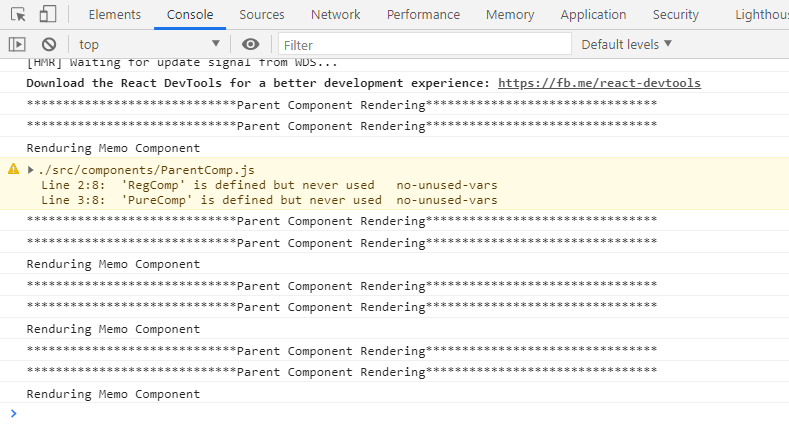 Elements Console Sources Network Performance Memory Application Security Lighthous
top Filter Default levels
[HMR] Waiting for update signal from WDS...
Download the React DevTools for a better development experience: https://fb.me/react-devtools
*****************************Parent Component Rendering********************************
*****************************Parent Component Rendering********************************
Renduring Memo Component
./src/components/ParentComp.js
Line 2:8:  'RegComp' is defined but never used   no-unused-vars
Line 3:8:  'PureComp' is defined but never used  no-unused-vars
*****************************Parent Component Rendering********************************
*****************************Parent Component Rendering********************************
Renduring Memo Component
*****************************Parent Component Rendering********************************
*****************************Parent Component Rendering********************************
Renduring Memo Component
*****************************Parent Component Rendering********************************
*****************************Parent Component Rendering********************************
Renduring Memo Component